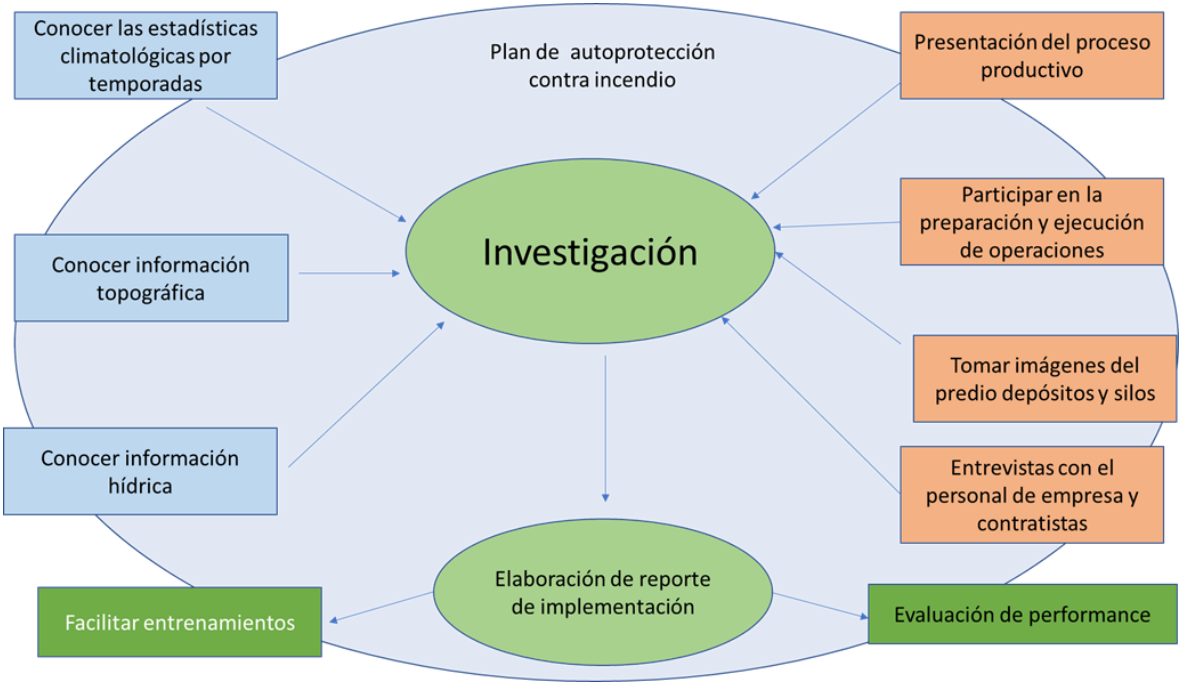 Conocer las estadísticas
climatológicas por
temporadas
Plan de autoprotección
contra incendio
Presentación del proceso
productivo
Investigación
Participar en la
preparación y ejecución
de operaciones
Conocer información
topográfica
Tomar imágenes del
predio depósitos y silos
Conocer información
hídrica
Entrevistas con el
personal de empresa y
contratistas
Elaboración de reporte
de implementación
Facilitar entrenamientos
Evaluación de performance